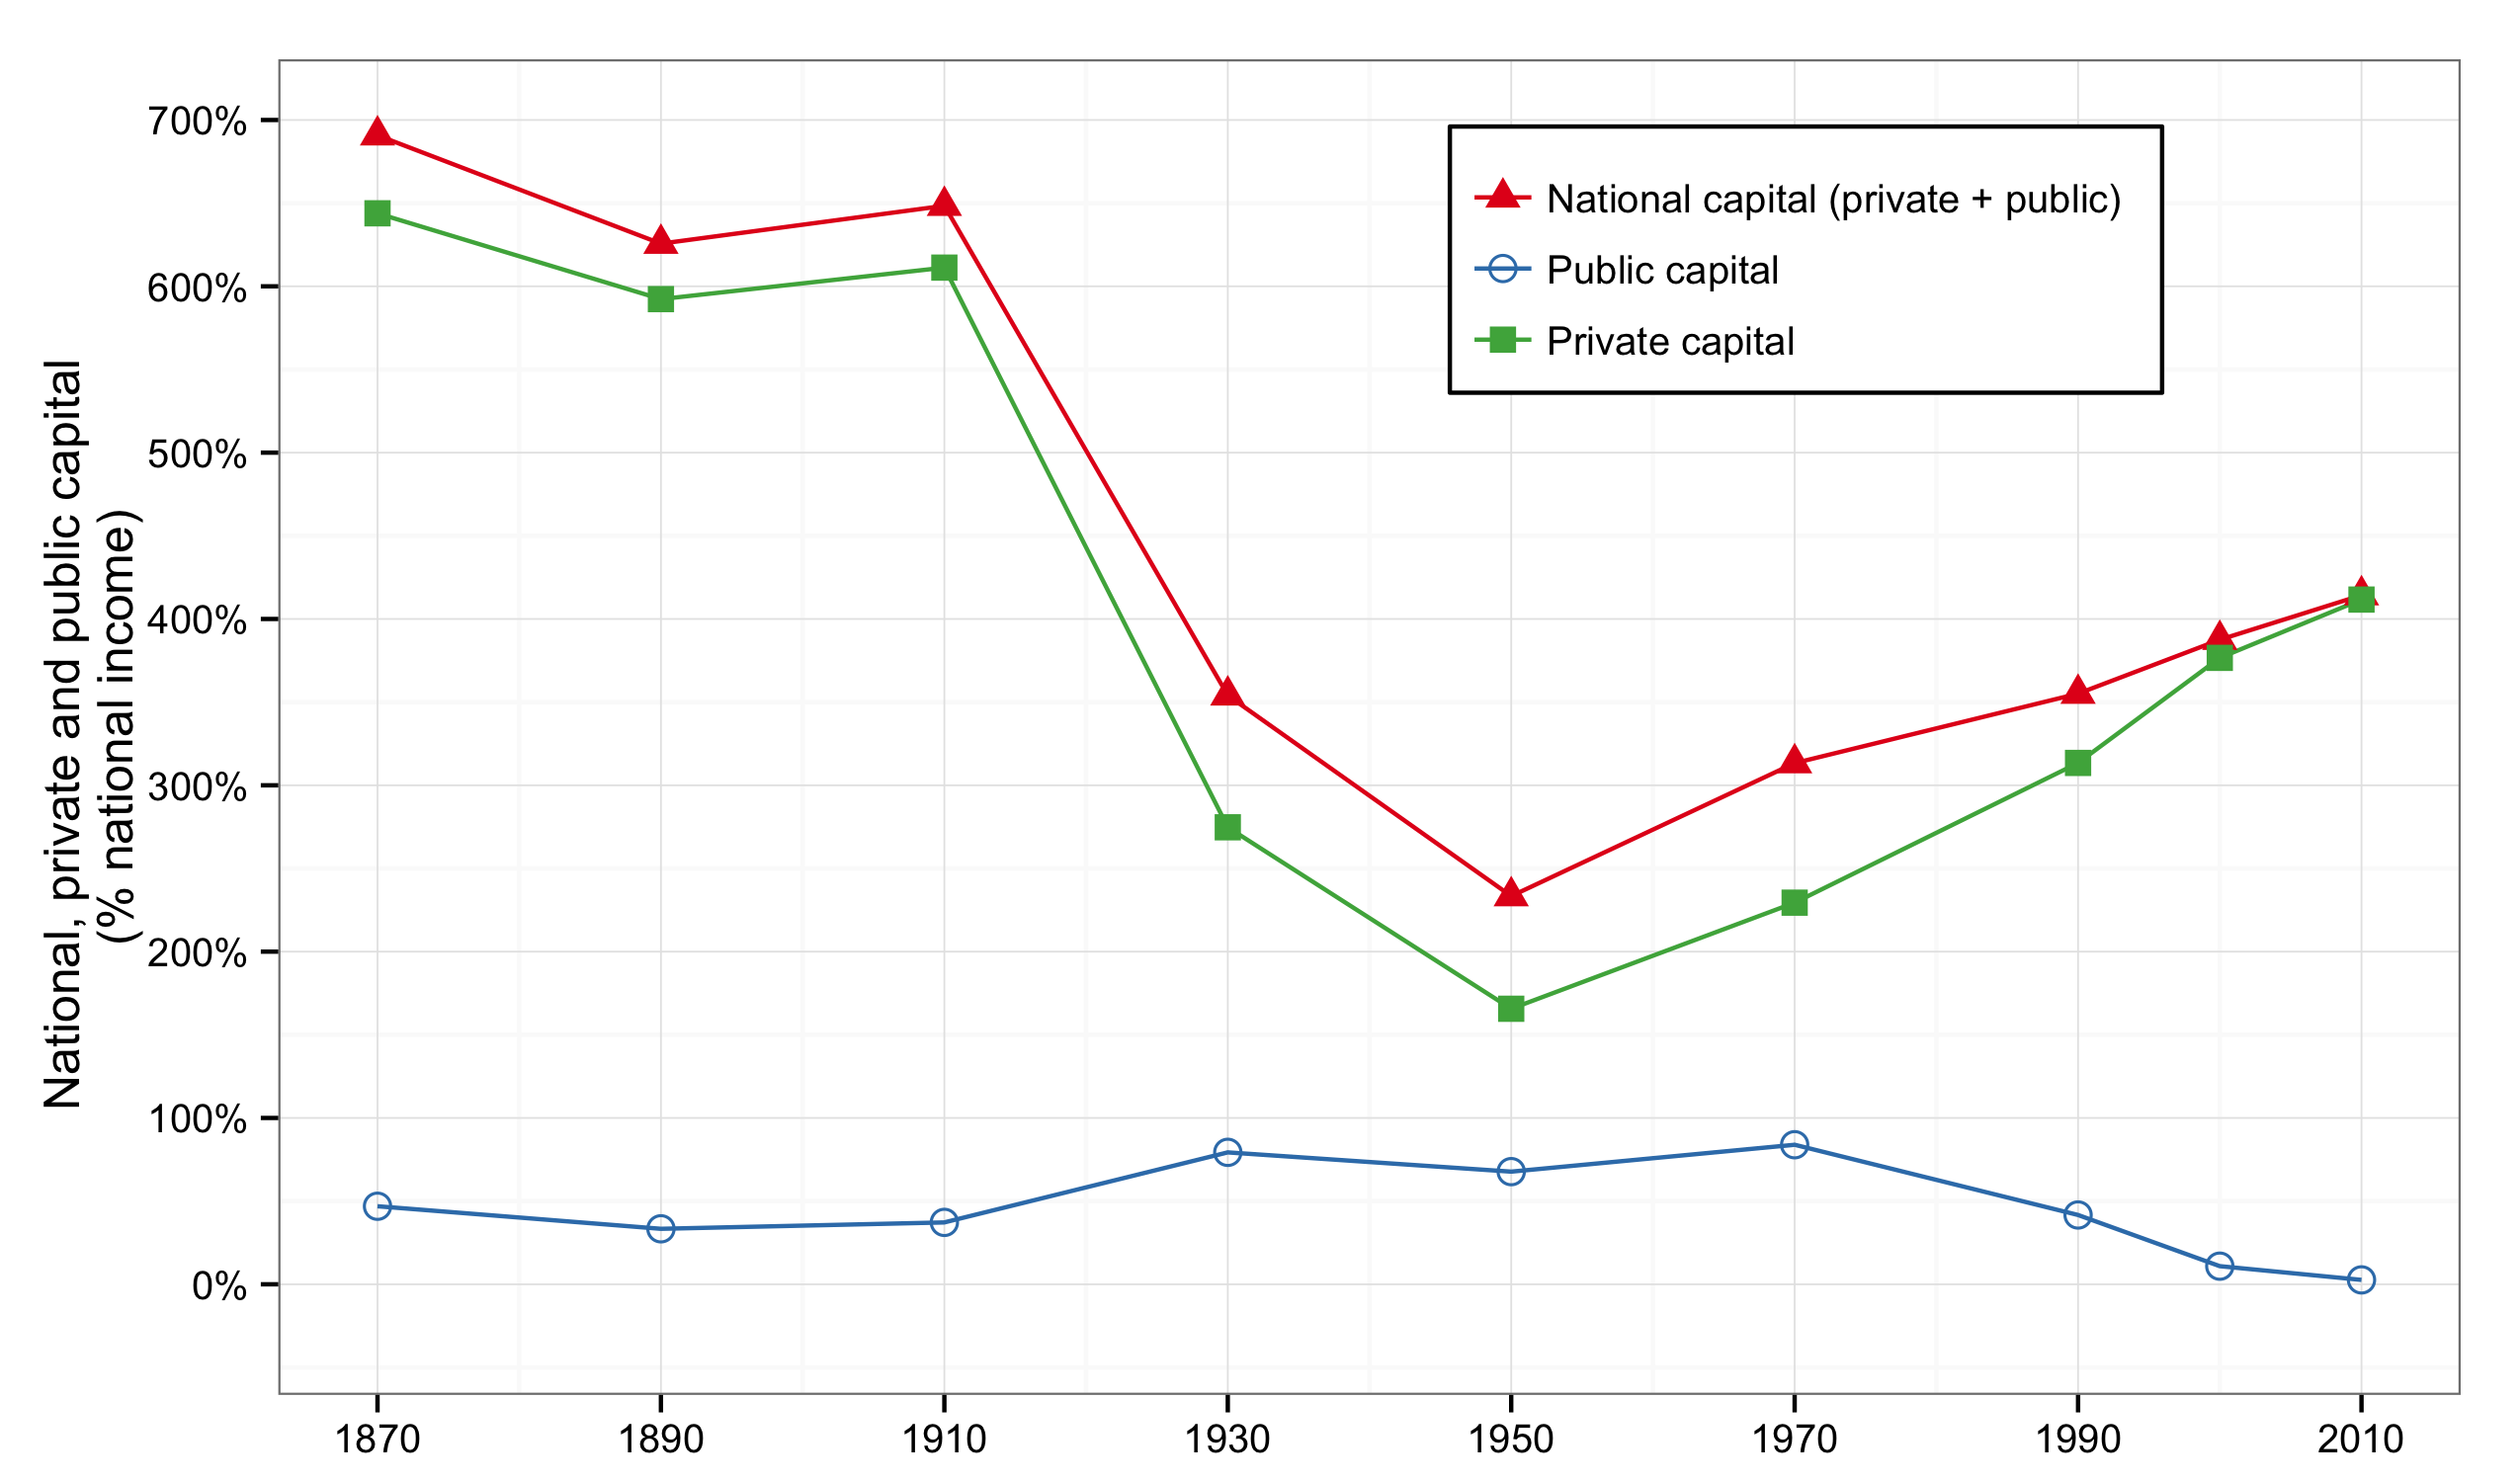 National, private and public capital
(% national income)
700%
600%
500%
400%
300%
200%
100%
0%
National capital (private + public)
Public capital
Private capital
1870 1890 1910 1930 1950 1970 1990 2010